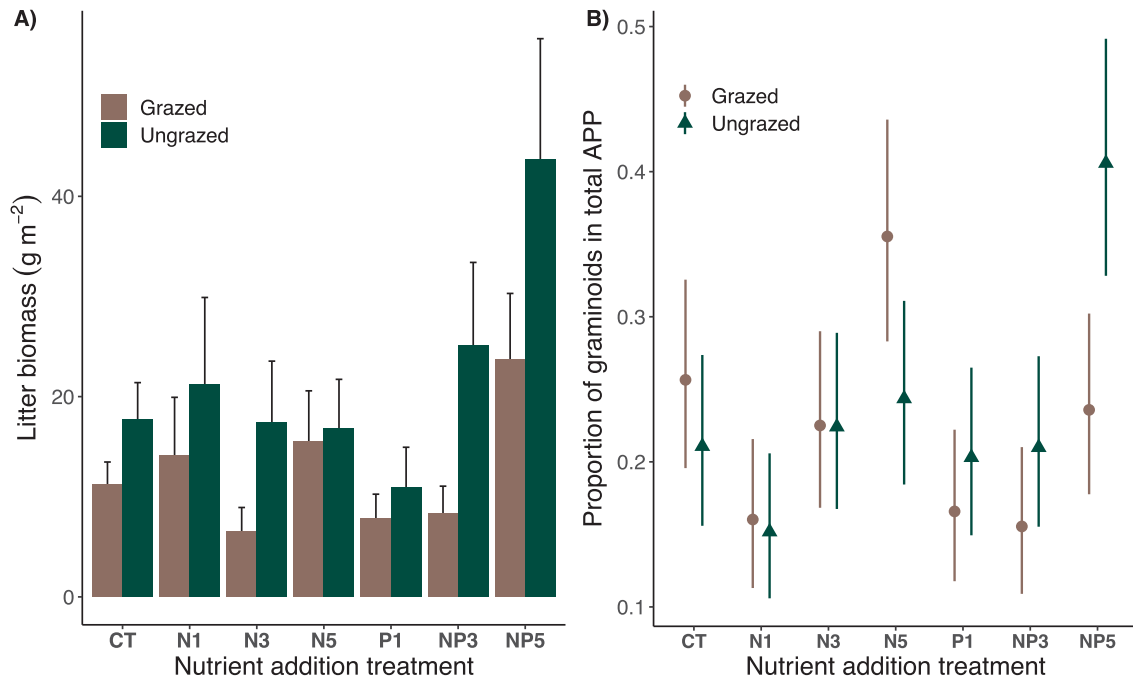 A)
Grazed
Ungrazed
Litter biomass (g m⁻²)
40
20
0
CT N1 N3 N5 P1 NP3 NP5
Nutrient addition treatment
B)
Grazed
Ungrazed
Proportion of graminoids in total APP
0.5
0.4
0.3
0.2
0.1
CT N1 N3 N5 P1 NP3 NP5
Nutrient addition treatment